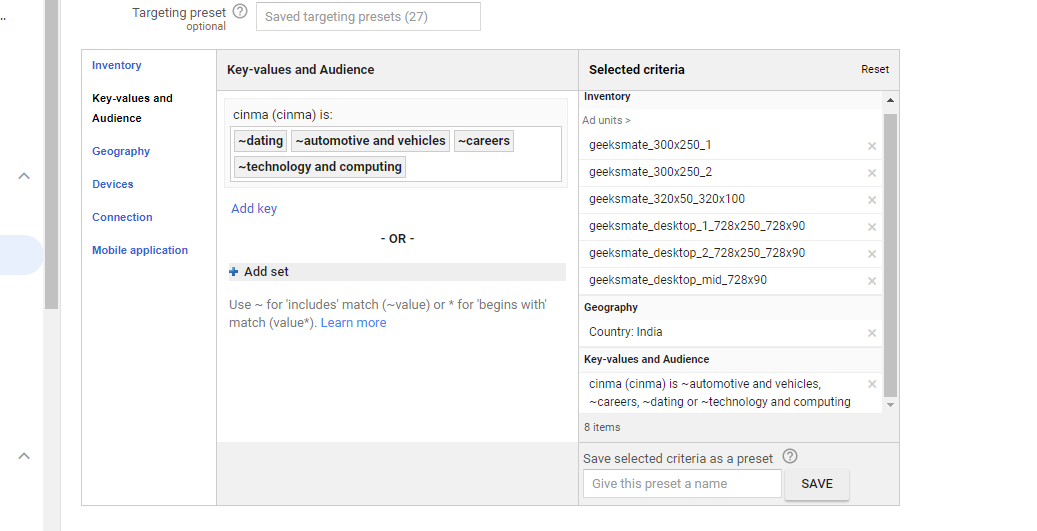 ..
Targeting preset
optional
Saved targeting presets (27)
Inventory
Key-values and
Audience
Geography
Devices
Connection
Mobile application
Key-values and Audience
cinma (cinma) is:
~dating ~automotive and vehicles ~careers
~technology and computing
Add key
- OR -
Add set
Use ~ for 'includes' match (~value) or * for 'begins with'
match (value*). Learn more
Selected criteria Reset
Inventory
Ad units >
geeksmate_300x250_1
geeksmate_300x250_2
geeksmate_320x50_320x100
geeksmate_desktop_1_728x250_728x90
geeksmate_desktop_2_728x250_728x90
geeksmate_desktop_mid_728x90
Geography
Country: India
Key-values and Audience
cinma (cinma) is ~automotive and vehicles,
~careers, ~dating or ~technology and computing
8 items
Save selected criteria as a preset
Give this preset a name SAVE